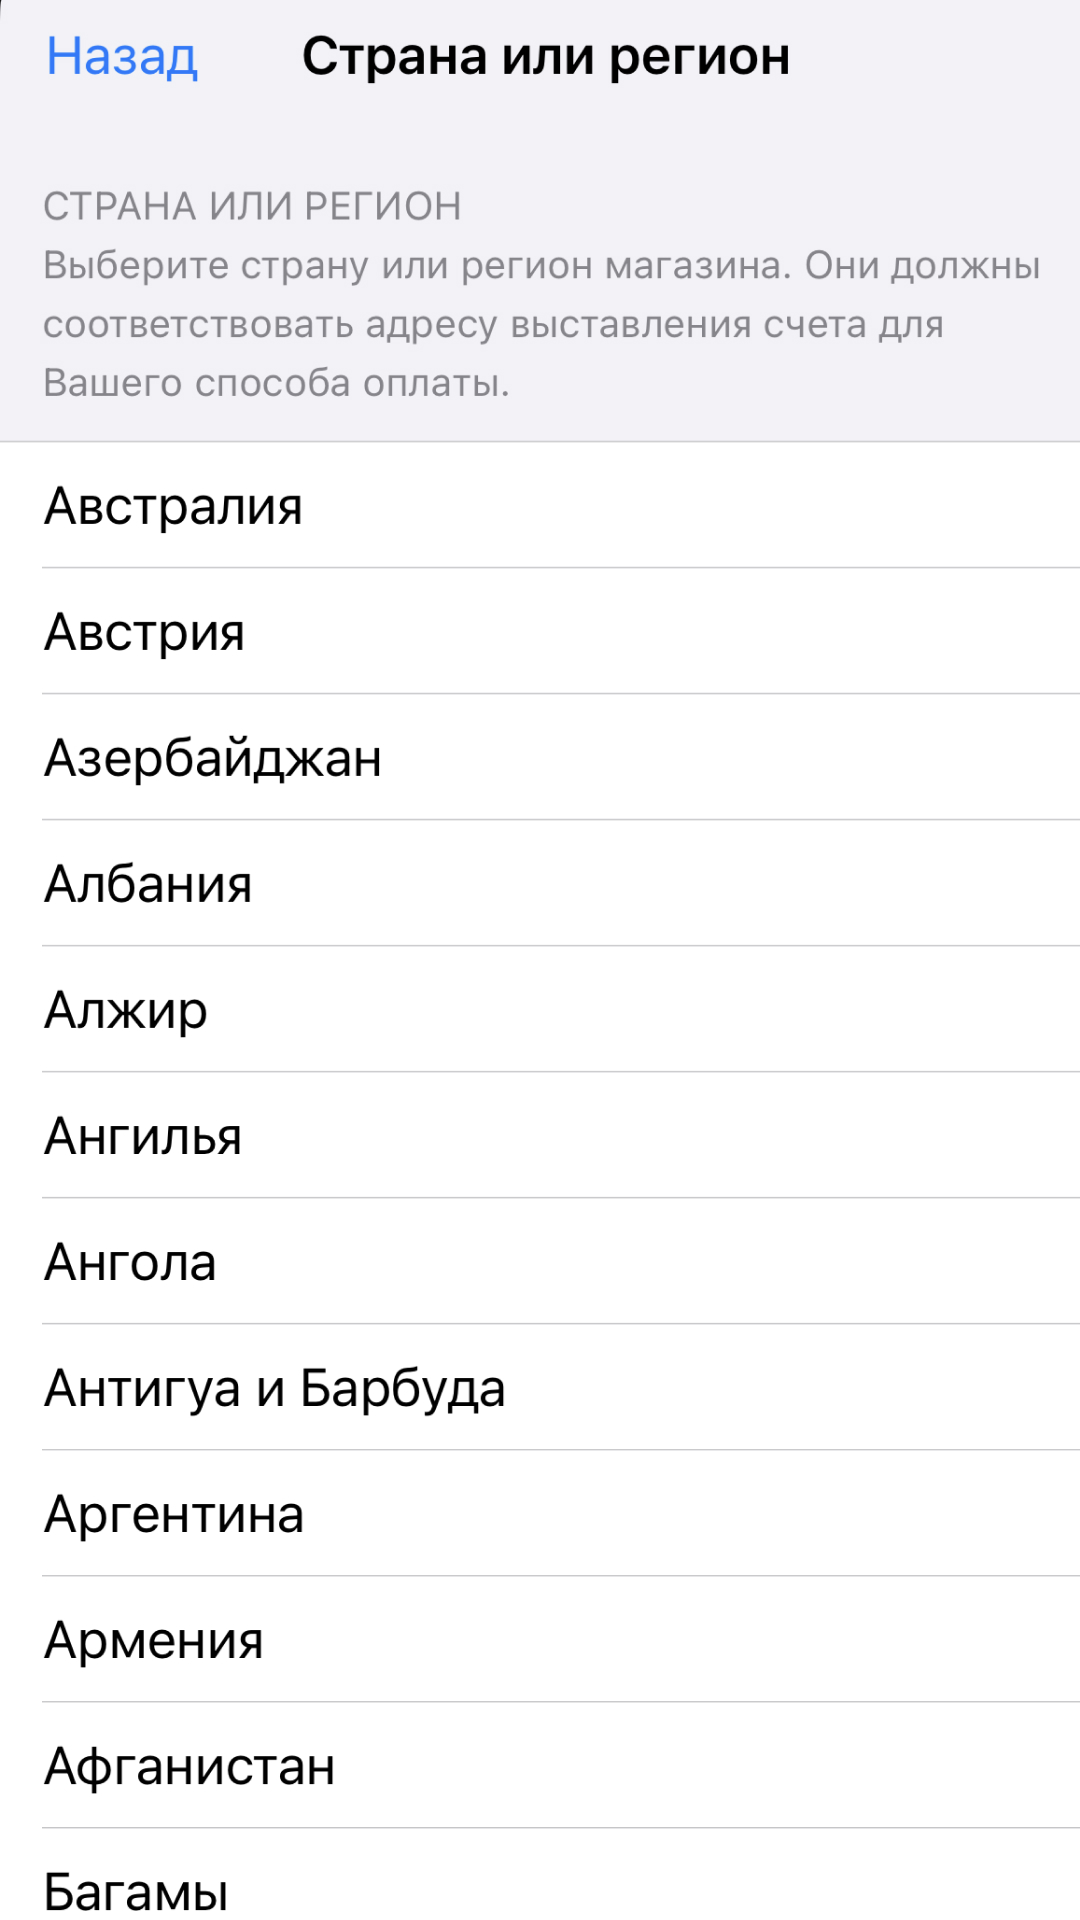 Назад
Страна или регион
СТРАНА ИЛИ РЕГИОН
Выберите страну или регион магазина. Они должны
соответствовать адресу выставления счета для
Вашего способа оплаты.
Австралия
Австрия
Азербайджан
Албания
Алжир
Ангилья
Ангола
Антигуа и Барбуда
Аргентина
Армения
Афганистан
Багамы